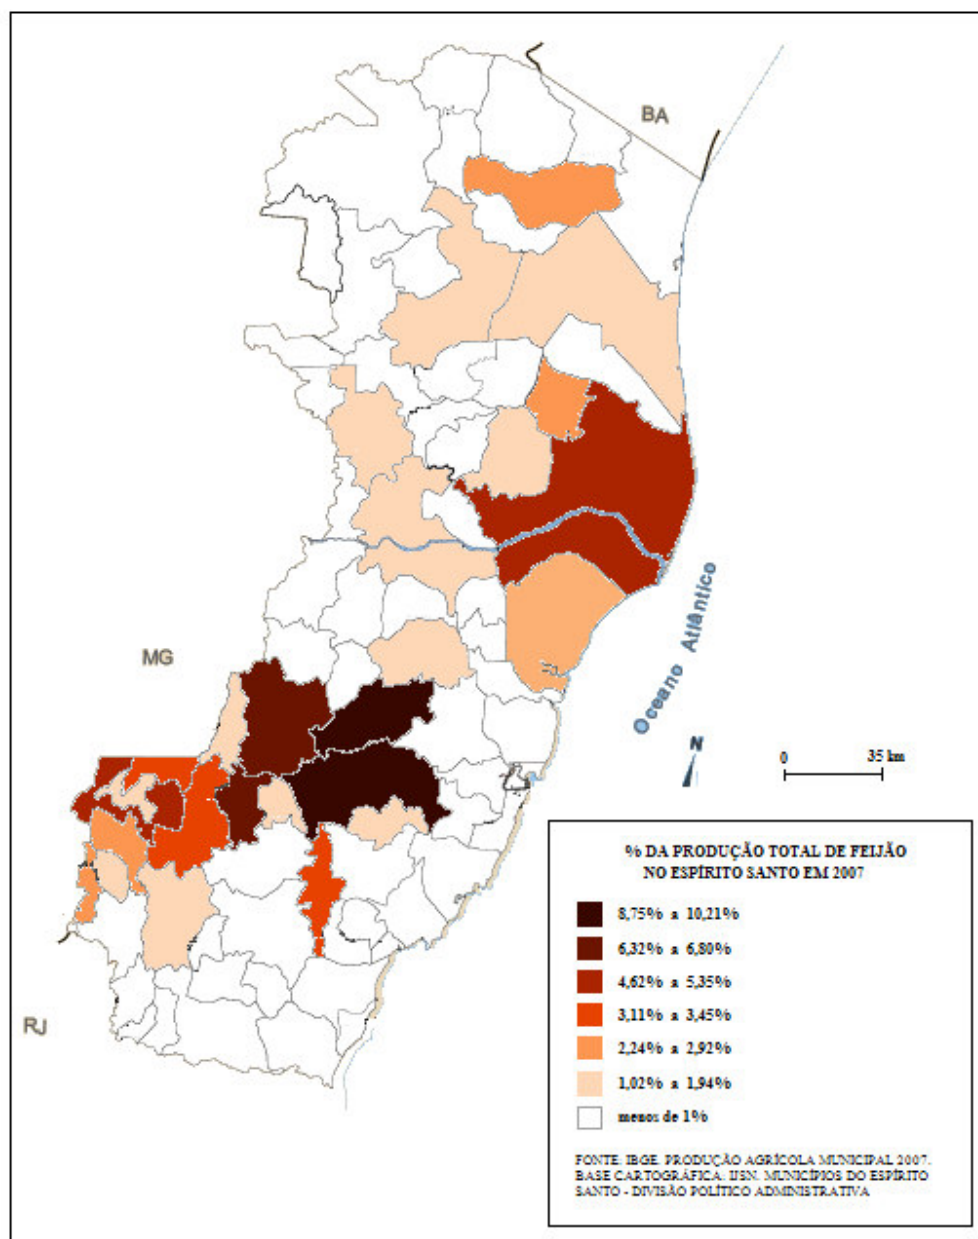 BA
MG
Oceano Atlântico
N
0 35 km
RJ
% DA PRODUÇÃO TOTAL DE FEIJÃO
NO ESPÍRITO SANTO EM 2007
8,75% a 10,21%
6,32% a 6,80%
4,62% a 5,35%
3,11% a 3,45%
2,24% a 2,92%
1,02% a 1,94%
menos de 1%
FONTE: IBGE. PRODUÇÃO AGRÍCOLA MUNICIPAL 2007.
BASE CARTOGRÁFICA: IJSN. MUNICÍPIOS DO ESPÍRITO
SANTO - DIVISÃO POLÍTICO ADMINISTRATIVA